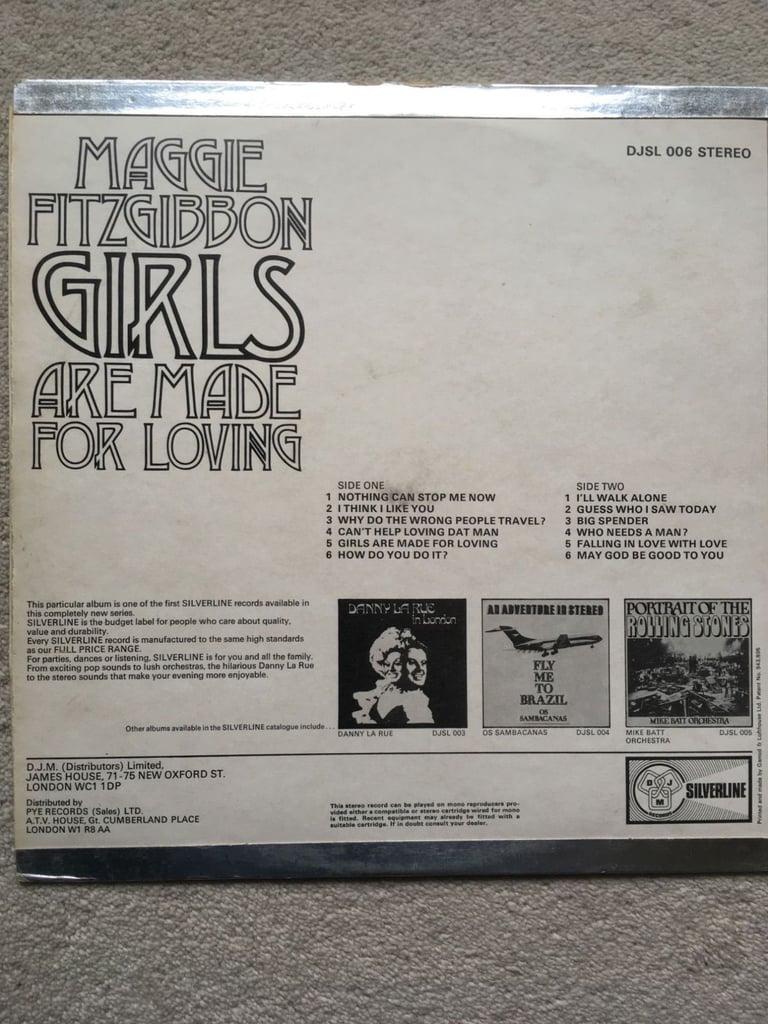 MAGGIE
FITZGIBBON
GIRLS
ARE MADE
FOR LOVING
DJSL 006 STEREO
SIDE ONE
1 NOTHING CAN STOP ME NOW
2 I THINK I LIKE YOU
3 WHY DO THE WRONG PEOPLE TRAVEL?
4 CAN'T HELP LOVING DAT MAN
5 GIRLS ARE MADE FOR LOVING
6 HOW DO YOU DO IT?
SIDE TWO
1 I'LL WALK ALONE
2 GUESS WHO I SAW TODAY
3 BIG SPENDER
4 WHO NEEDS A MAN?
5 FALLING IN LOVE WITH LOVE
6 MAY GOD BE GOOD TO YOU
This particular album is one of the first SILVERLINE records available in
this completely new series.
SILVERLINE is the budget label for people who care about quality,
value and durability.
Every SILVERLINE record is manufactured to the same high standards
as our FULL PRICE RANGE.
For parties, dances or listening, SILVERLINE is for you and all the family.
From exciting pop sounds to lush orchestras, the hilarious Danny La Rue
to the stereo sounds that make your evening more enjoyable.
Other albums available in the SILVERLINE catalogue include...
DANNY LA RUE
in London
DANNY LA RUE DJSL 003
AN ADVENTURE IN STEREO
FLY
ME
TO
BRAZIL
OS
SAMBACANAS
OS SAMBACANAS DJSL 004
PORTRAIT OF THE
ROLLING STONES
MIKE BATT ORCHESTRA
MIKE BATT DJSL 005
ORCHESTRA
D.J.M. (Distributors) Limited,
JAMES HOUSE, 71-75 NEW OXFORD ST.
LONDON WC1 1DP
Distributed by
PYE RECORDS (Sales) LTD.
A.T.V. HOUSE, Gt. CUMBERLAND PLACE
LONDON W1 R8 AA
This stereo record can be played on mono reproducers pro-
vided either a compatible or stereo cartridge wired for mono
is fitted. Recent equipment may already be fitted with a
suitable cartridge. If in doubt consult your dealer.
D J
M
RECORDS
SILVERLINE
Printed and made by Garrod & Lofthouse Ltd. Patent No.